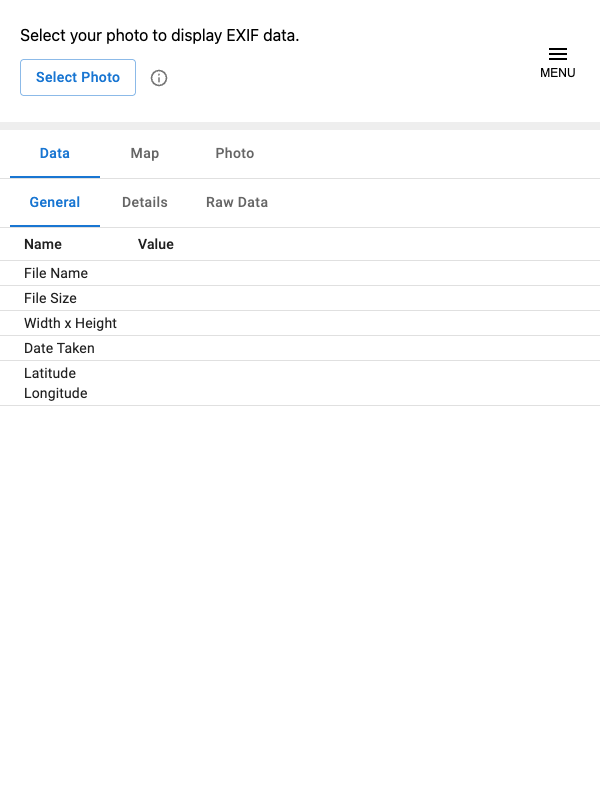 Select your photo to display EXIF data.
Select Photo
MENU
Data Map Photo
General Details Raw Data
Name Value
File Name
File Size
Width x Height
Date Taken
Latitude
Longitude